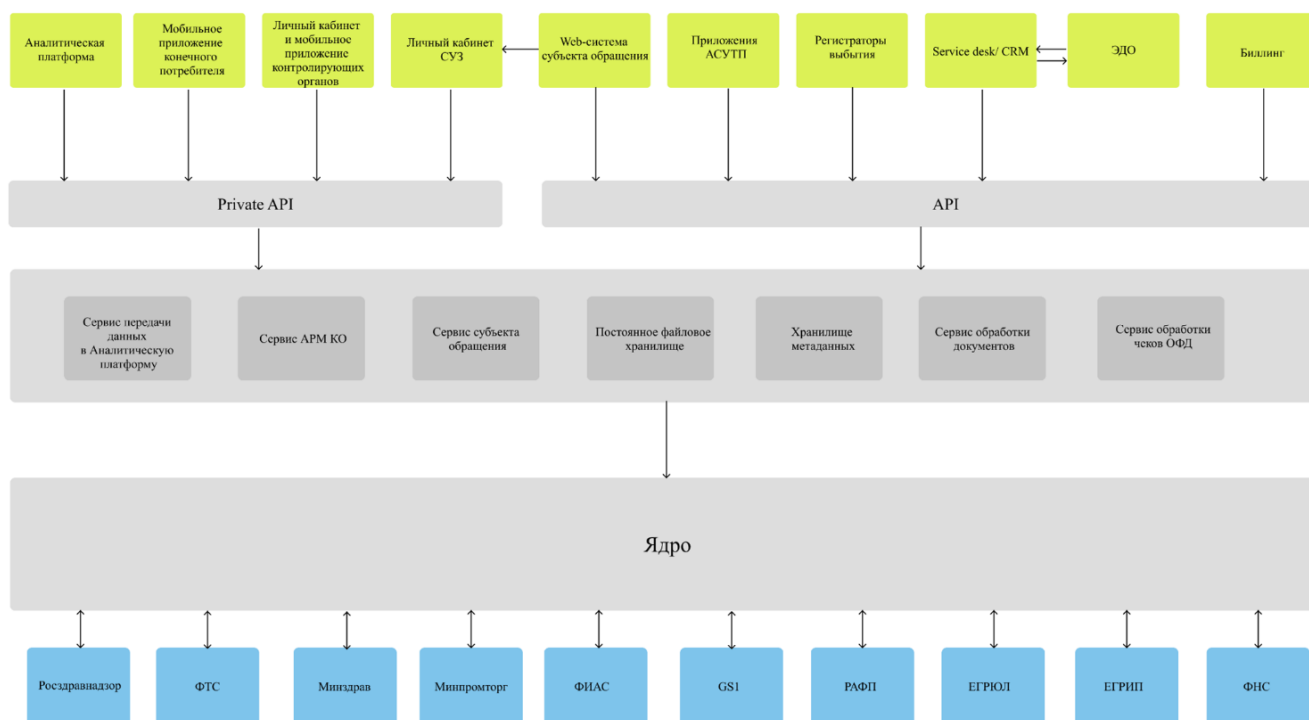 Аналитическая
платформа
Мобильное
приложение
конечного
потребителя
Личный кабинет
и мобильное
приложение
контролирующих
органов
Личный кабинет
СУЗ
Web-система
субъекта обращения
Приложения
АСУТП
Регистраторы
выбытия
Service desk/ CRM
ЭДО
Биллинг
Private API
API
Сервис передачи
данных
в Аналитическую
платформу
Сервис АРМ КО
Сервис субъекта
обращения
Постоянное файловое
хранилище
Хранилище
метаданных
Сервис обработки
документов
Сервис обработки
чеков ОФД
Ядро
Росздравнадзор
ФТС
Минздрав
Минпромторг
ФИАС
GS1
РАФП
ЕГРЮЛ
ЕГРИП
ФНС